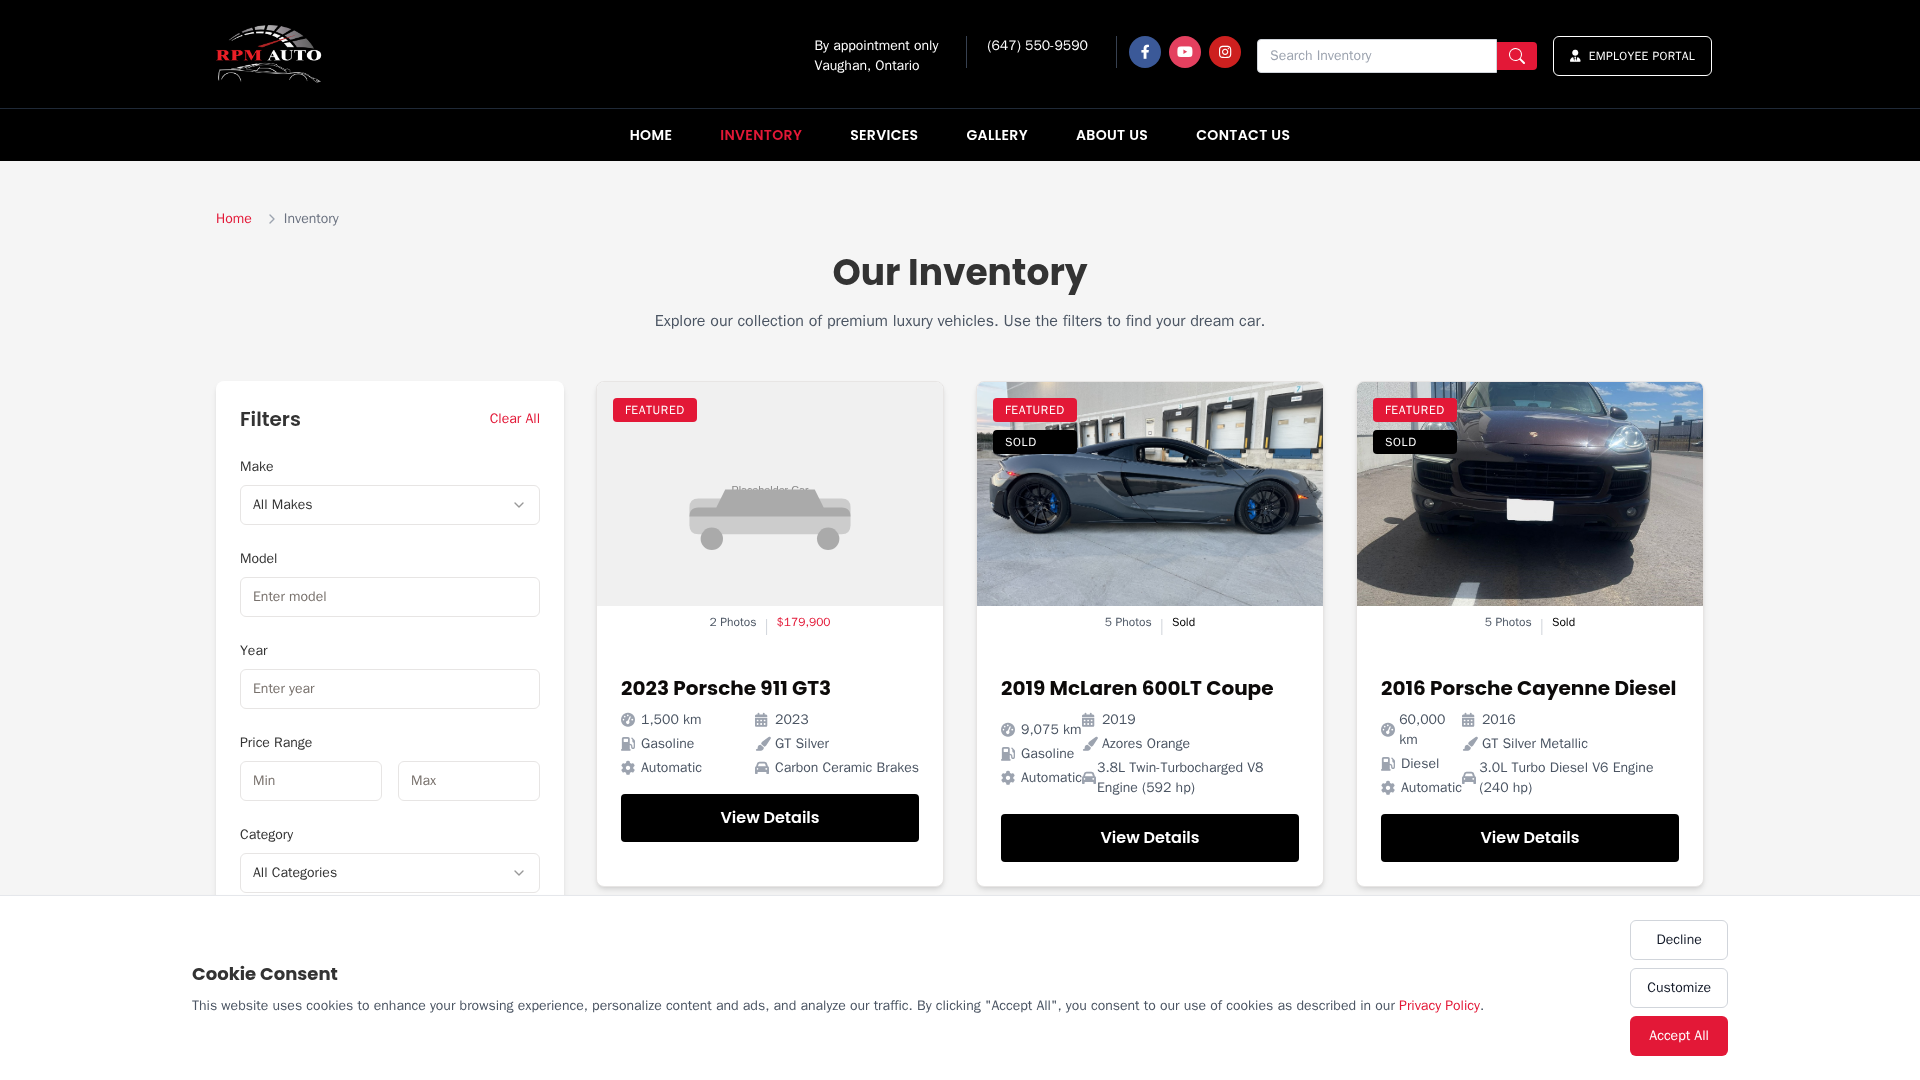 RPM AUTO
By appointment only
Vaughan, Ontario
(647) 550-9590
Search Inventory
EMPLOYEE PORTAL
HOME
INVENTORY
SERVICES
GALLERY
ABOUT US
CONTACT US
Home
Inventory
Our Inventory
Explore our collection of premium luxury vehicles. Use the filters to find your dream car.
Filters
Clear All
Make
All Makes
Model
Enter model
Year
Enter year
Price Range
Min
Max
Category
All Categories
FEATURED
2 Photos
$179,900
2023 Porsche 911 GT3
1,500 km
2023
Gasoline
GT Silver
Automatic
Carbon Ceramic Brakes
View Details
FEATURED
SOLD
5 Photos
Sold
2019 McLaren 600LT Coupe
9,075 km
2019
Gasoline
Azores Orange
Automatic
3.8L Twin-Turbocharged V8
Engine (592 hp)
View Details
FEATURED
SOLD
5 Photos
Sold
2016 Porsche Cayenne Diesel
60,000
km
2016
Diesel
GT Silver Metallic
Automatic
3.0L Turbo Diesel V6 Engine
(240 hp)
View Details
Cookie Consent
This website uses cookies to enhance your browsing experience, personalize content and ads, and analyze our traffic. By clicking "Accept All", you consent to our use of cookies as described in our Privacy Policy.
Decline
Customize
Accept All